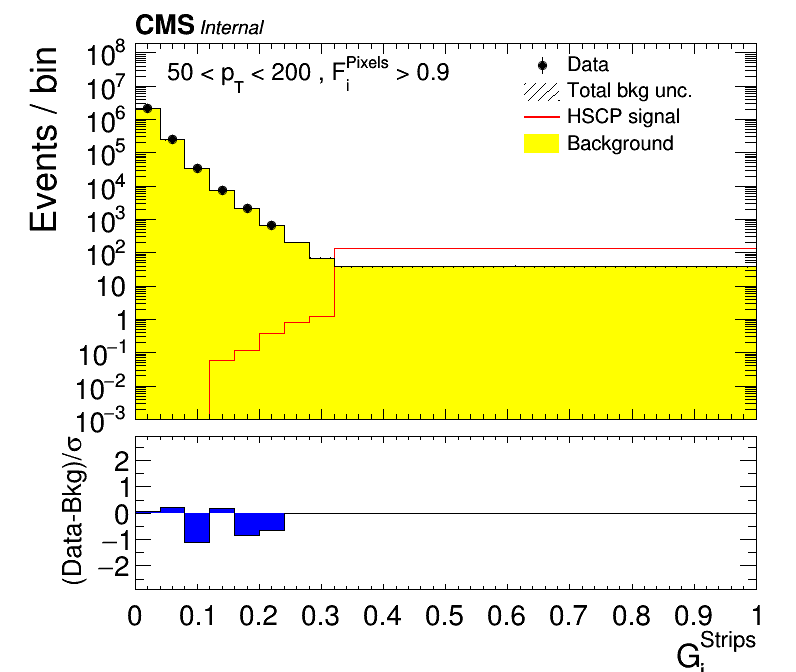 CMS Internal
50 < p_T < 200 , F_i^Pixels > 0.9
Data
Total bkg unc.
HSCP signal
Background
Events / bin
10^8
10^7
10^6
10^5
10^4
10^3
10^2
10
1
10^−1
10^−2
10^−3
(Data-Bkg)/σ
2
1
0
−1
−2
0 0.1 0.2 0.3 0.4 0.5 0.6 0.7 0.8 0.9 1
G_i^Strips